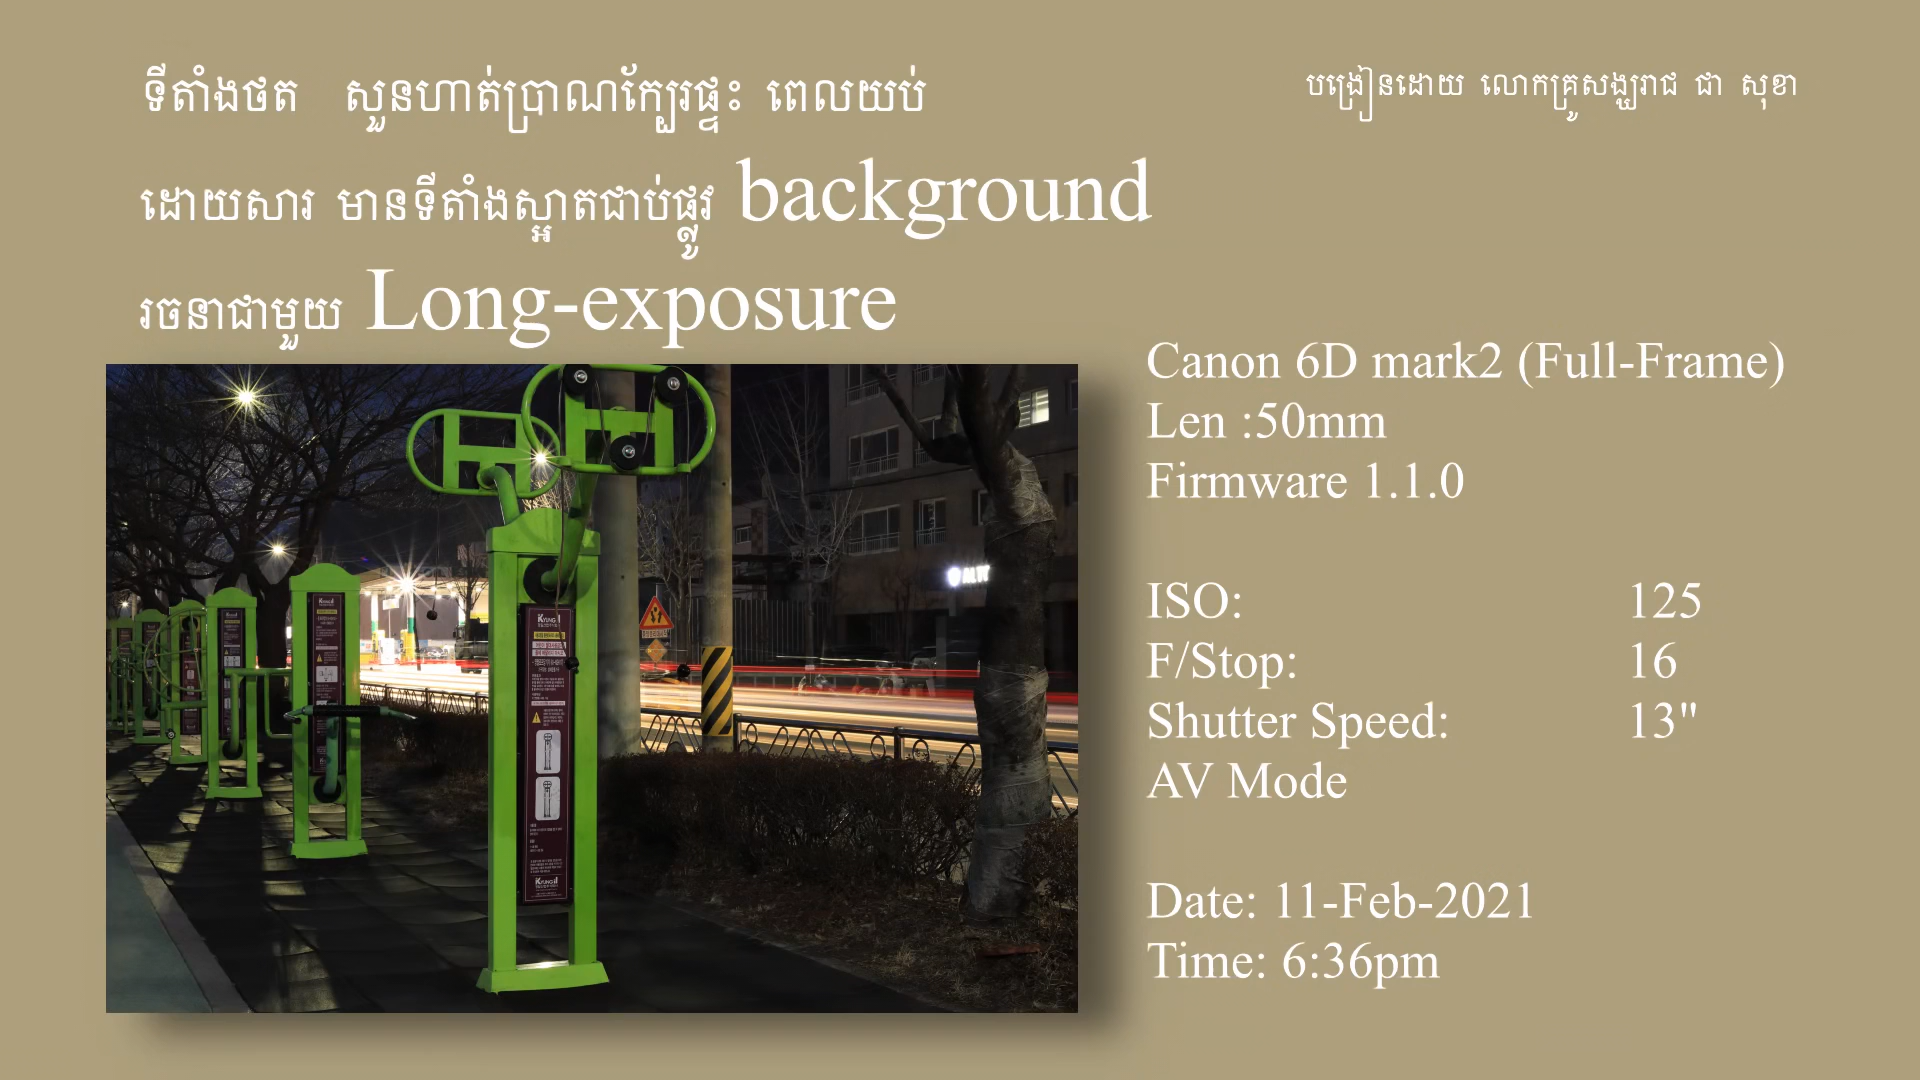 ទីតាំងថត សួនហាត់ប្រាណក្បែរផ្ទះ ពេលយប់
បង្រៀនដោយ លោកគ្រូសង្ឃរាជ ជា សុខា
ដោយសារ មានទីតាំងស្អាតជាប់ផ្លូវ background
រចនាជាមួយ Long-exposure
Canon 6D mark2 (Full-Frame)
Len :50mm
Firmware 1.1.0
ISO: 125
F/Stop: 16
Shutter Speed: 13"
AV Mode
Date: 11-Feb-2021
Time: 6:36pm